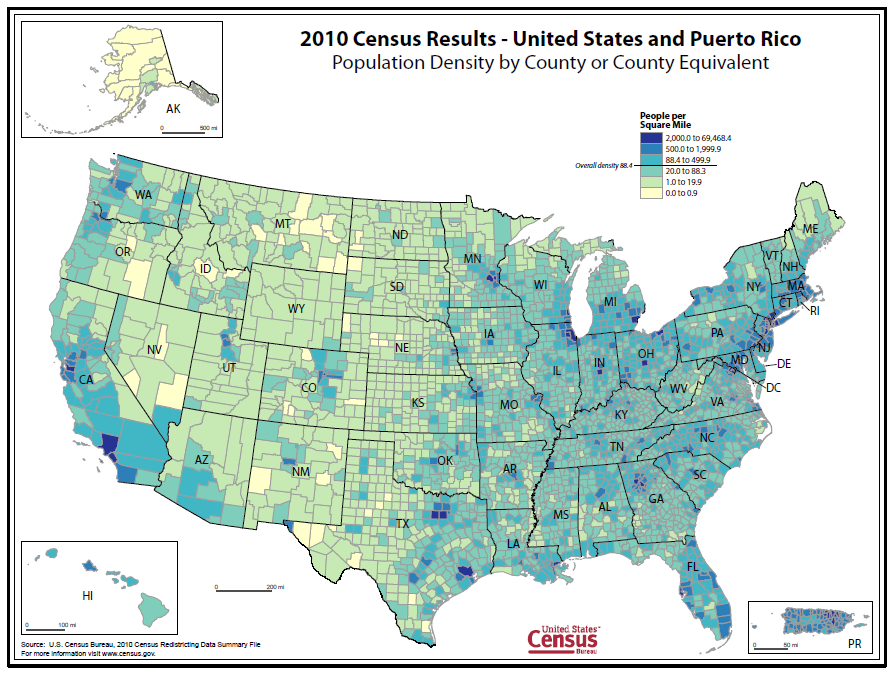 2010 Census Results - United States and Puerto Rico
Population Density by County or County Equivalent
AK
0 500 mi
People per
Square Mile
2,000.0 to 69,468.4
500.0 to 1,999.9
88.4 to 499.9
Overall density 88.4
20.0 to 88.3
1.0 to 19.9
0.0 to 0.9
WA
MT
ND
MN
ME
OR
ID
SD
WI
MI
VT
NH
NY
MA
CT
RI
WY
IA
NE
PA
NJ
NV
UT
CO
CA
IL
IN
OH
MD
DE
DC
WV
VA
KS
MO
KY
AZ
NM
OK
AR
TN
NC
SC
TX
LA
MS
AL
GA
FL
HI
0 100 mi
0 200 mi
United States™
Census
Bureau
0 50 mi
PR
Source: U.S. Census Bureau, 2010 Census Redistricting Data Summary File
For more information visit www.census.gov.